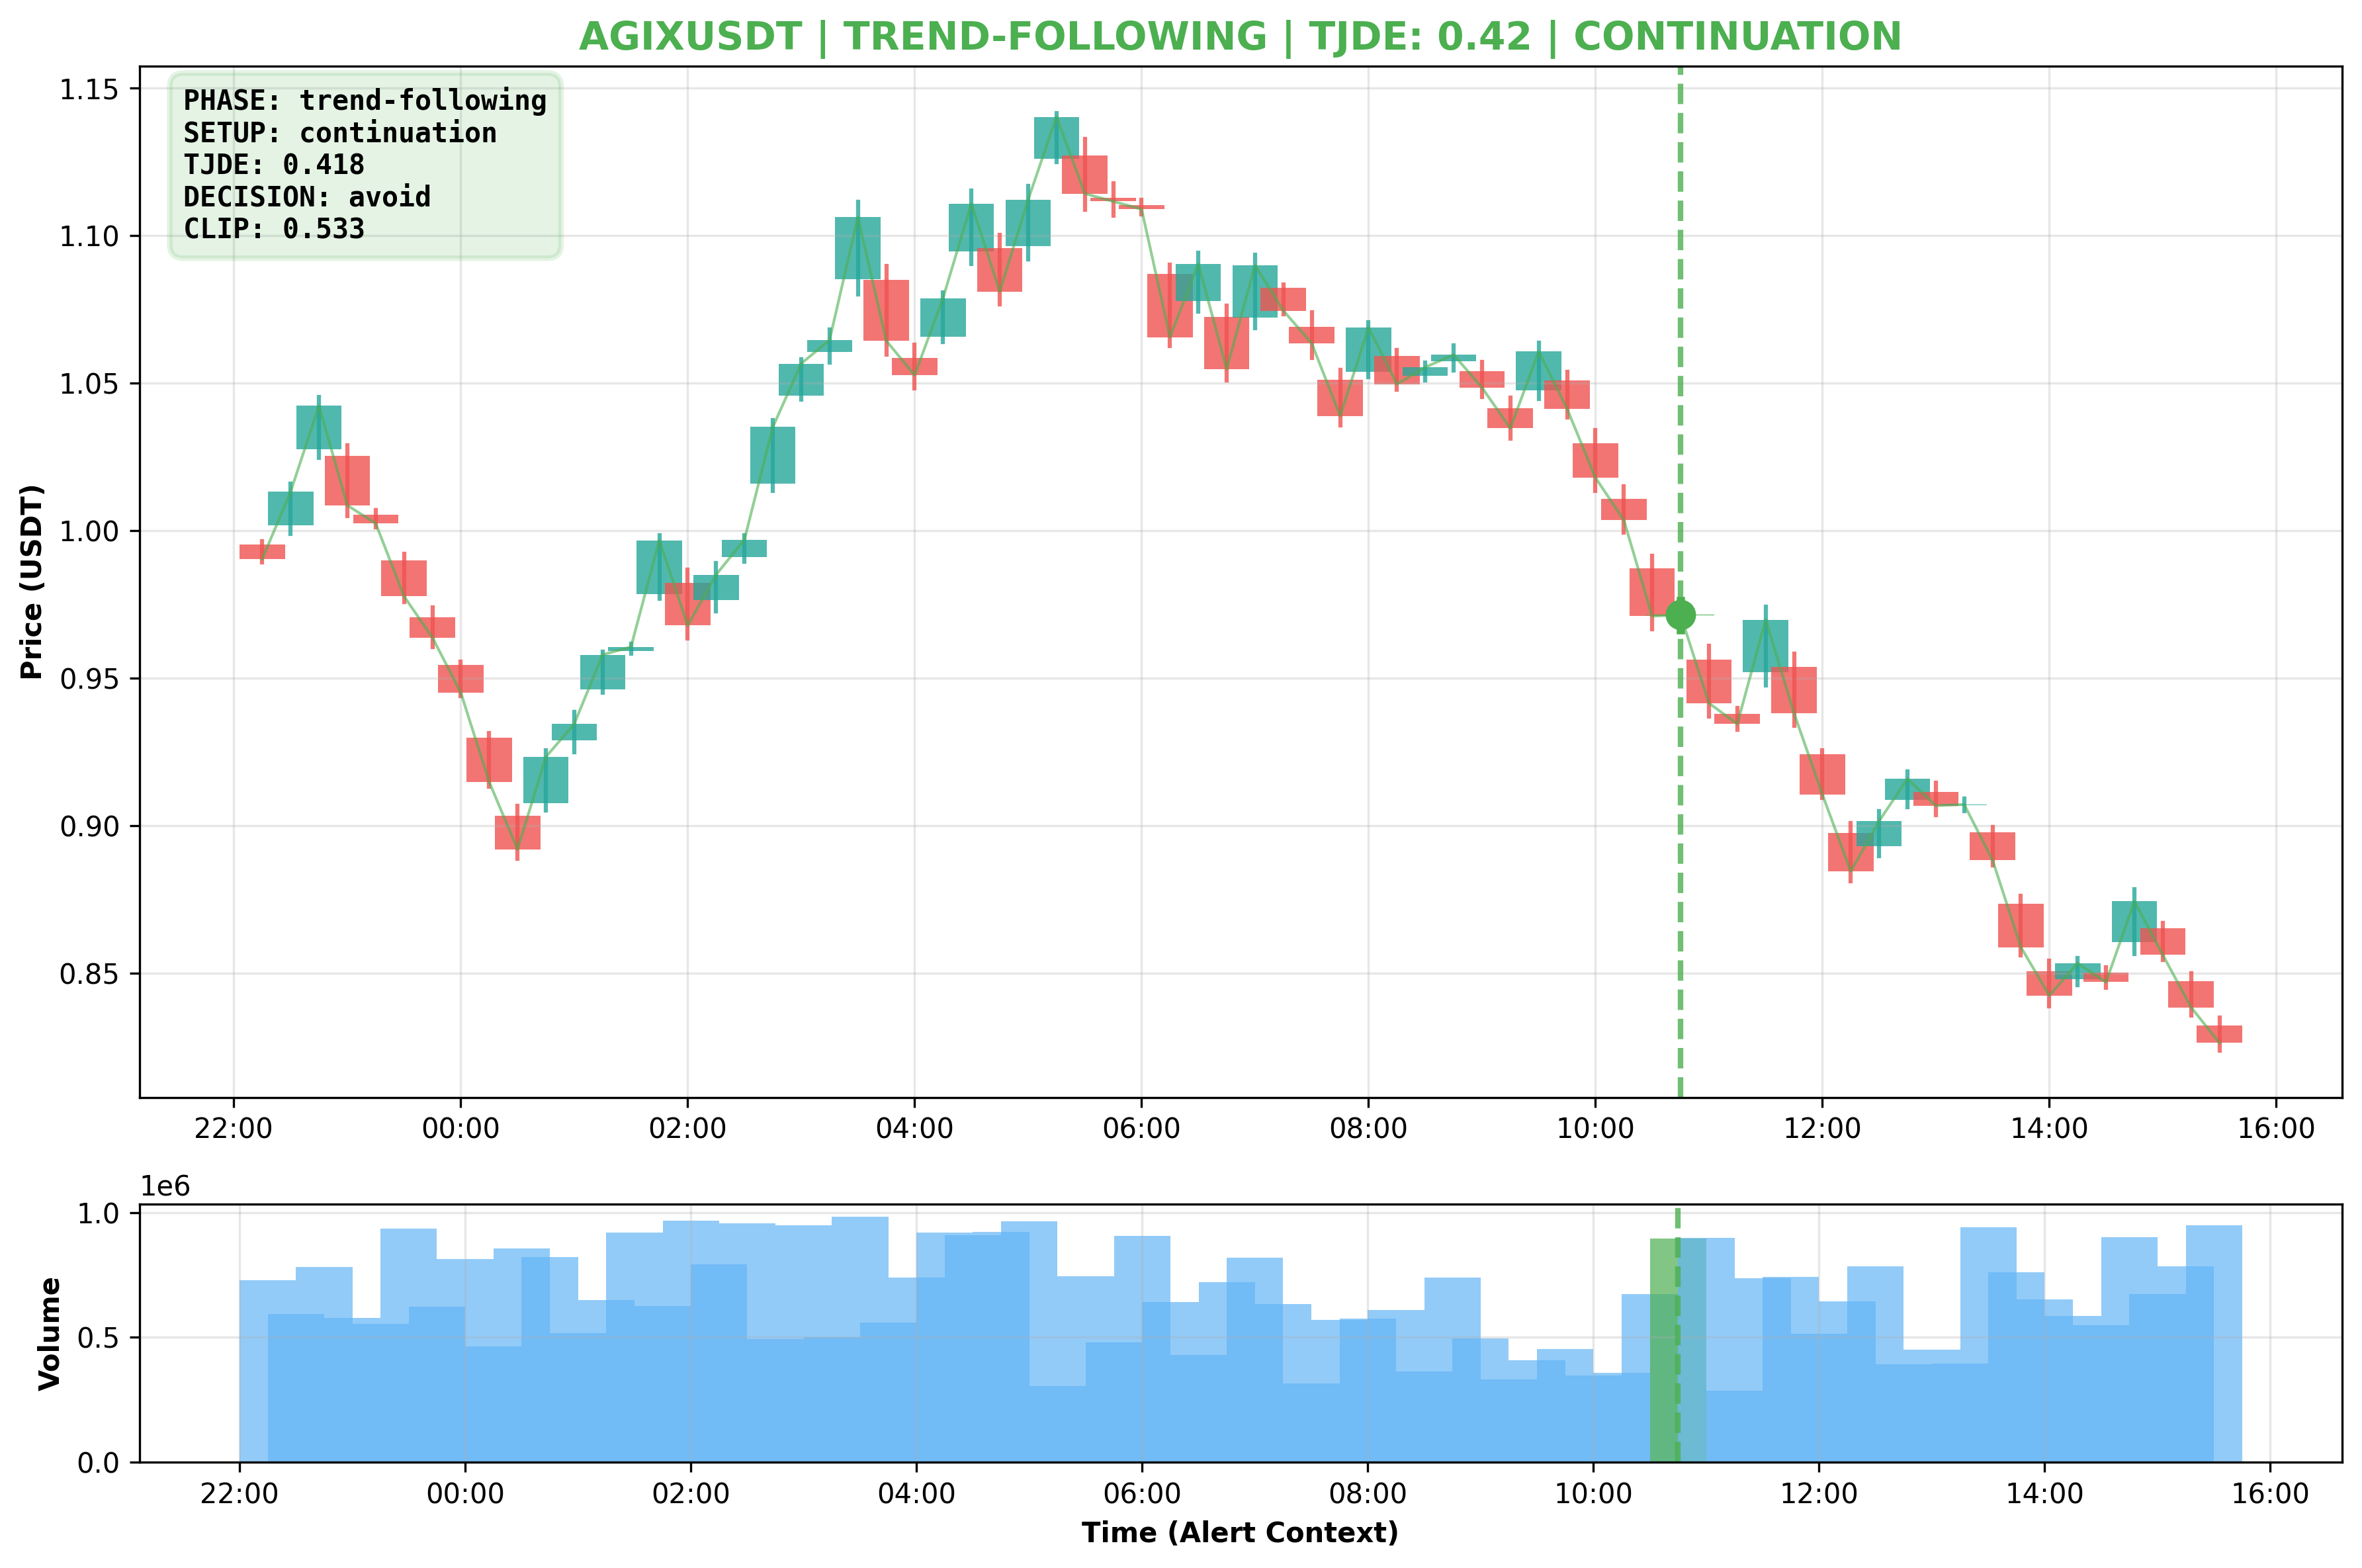 AGIXUSDT | TREND-FOLLOWING | TJDE: 0.42 | CONTINUATION
PHASE: trend-following
SETUP: continuation
TJDE: 0.418
DECISION: avoid
CLIP: 0.533
Price (USDT)
1.15
1.10
1.05
1.00
0.95
0.90
0.85
22:00 00:00 02:00 04:00 06:00 08:00 10:00 12:00 14:00 16:00
1e6
Volume
1.0
0.5
0.0
22:00 00:00 02:00 04:00 06:00 08:00 10:00 12:00 14:00 16:00
Time (Alert Context)